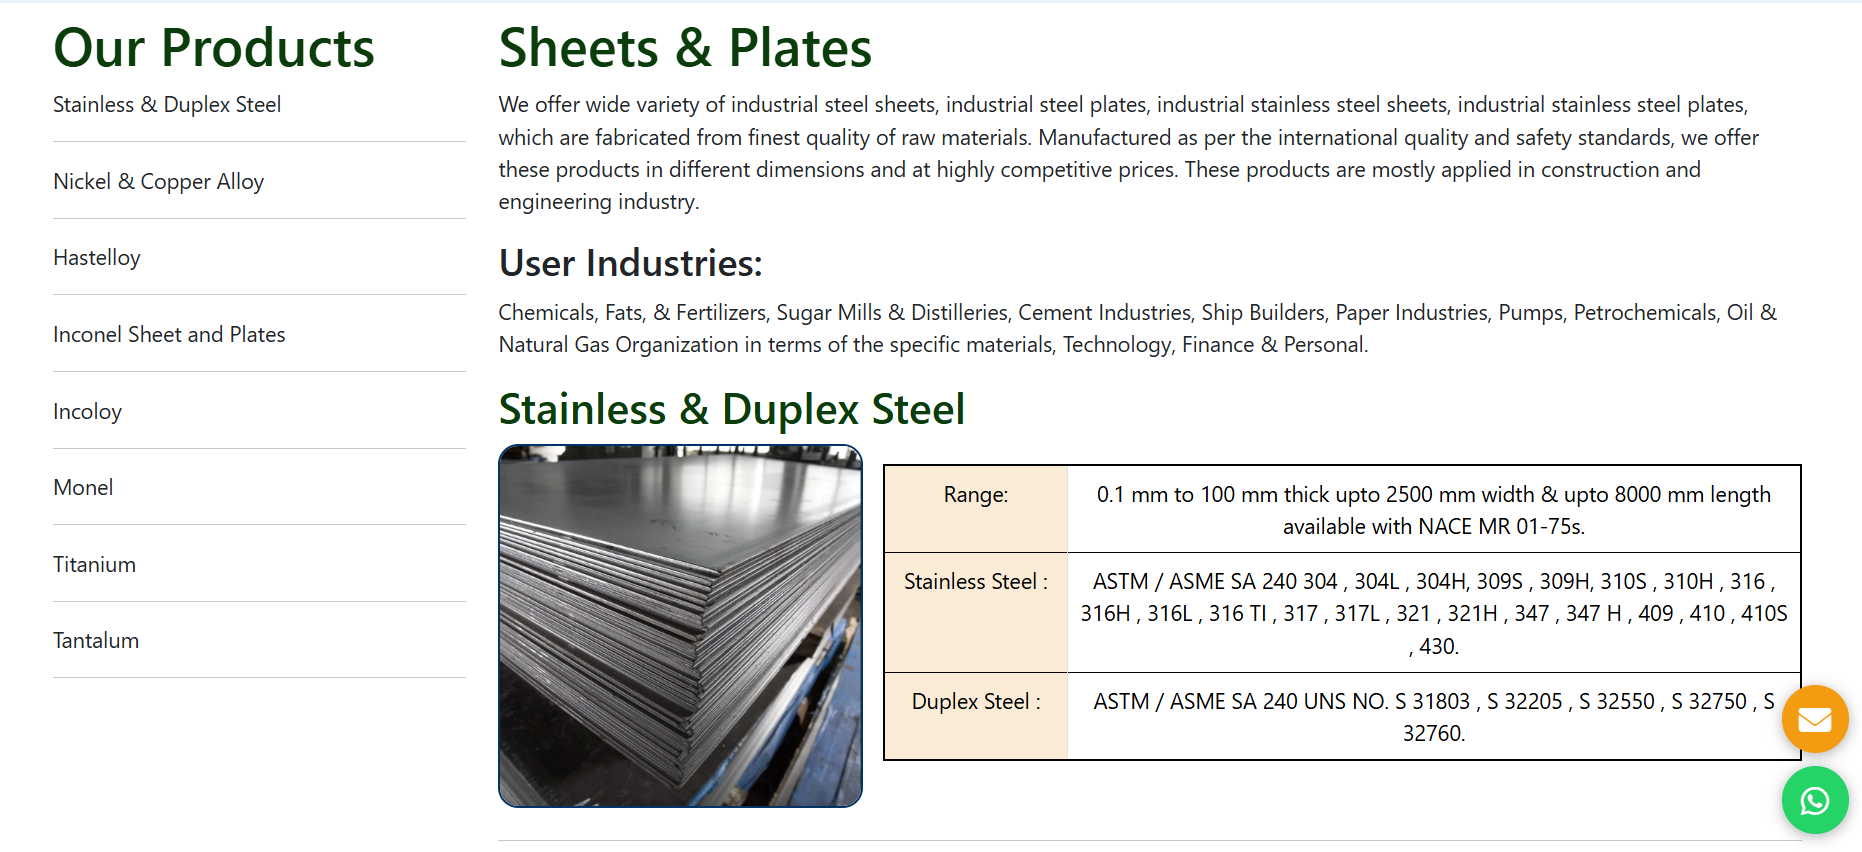 Our Products
Stainless & Duplex Steel
Nickel & Copper Alloy
Hastelloy
Inconel Sheet and Plates
Incoloy
Monel
Titanium
Tantalum
Sheets & Plates
We offer wide variety of industrial steel sheets, industrial steel plates, industrial stainless steel sheets, industrial stainless steel plates,
which are fabricated from finest quality of raw materials. Manufactured as per the international quality and safety standards, we offer
these products in different dimensions and at highly competitive prices. These products are mostly applied in construction and
engineering industry.
User Industries:
Chemicals, Fats, & Fertilizers, Sugar Mills & Distilleries, Cement Industries, Ship Builders, Paper Industries, Pumps, Petrochemicals, Oil &
Natural Gas Organization in terms of the specific materials, Technology, Finance & Personal.
Stainless & Duplex Steel
Range:
0.1 mm to 100 mm thick upto 2500 mm width & upto 8000 mm length
available with NACE MR 01-75s.
Stainless Steel :
ASTM / ASME SA 240 304 , 304L , 304H, 309S , 309H, 310S , 310H , 316 ,
316H , 316L , 316 TI , 317 , 317L , 321 , 321H , 347 , 347 H , 409 , 410 , 410S
, 430.
Duplex Steel :
ASTM / ASME SA 240 UNS NO. S 31803 , S 32205 , S 32550 , S 32750 , S
32760.